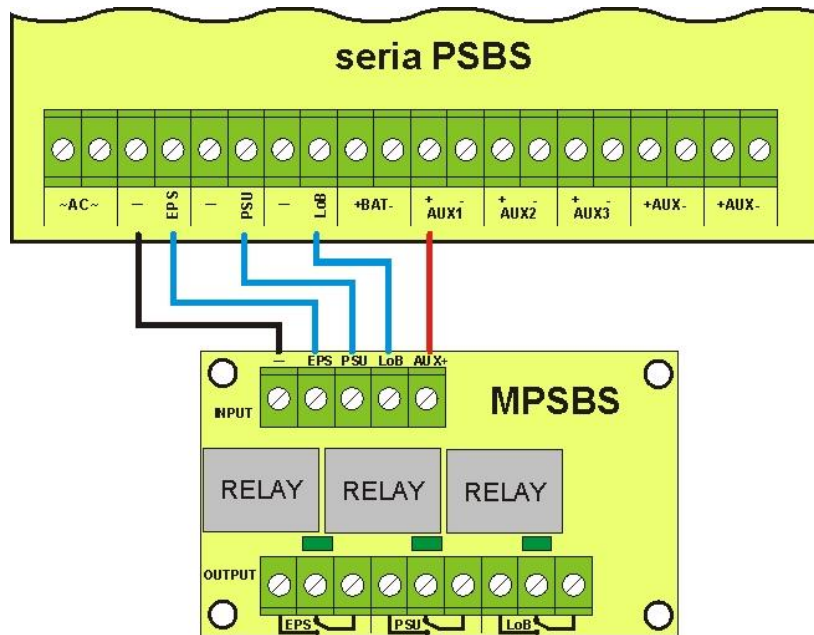 seria PSBS
~AC~ — EPS — PSU — LoB +BAT- + - AUX1 + - AUX2 + - AUX3 +AUX- +AUX-
— EPS PSU LoB AUX+
INPUT
MPSBS
RELAY RELAY RELAY
OUTPUT
EPS PSU LoB